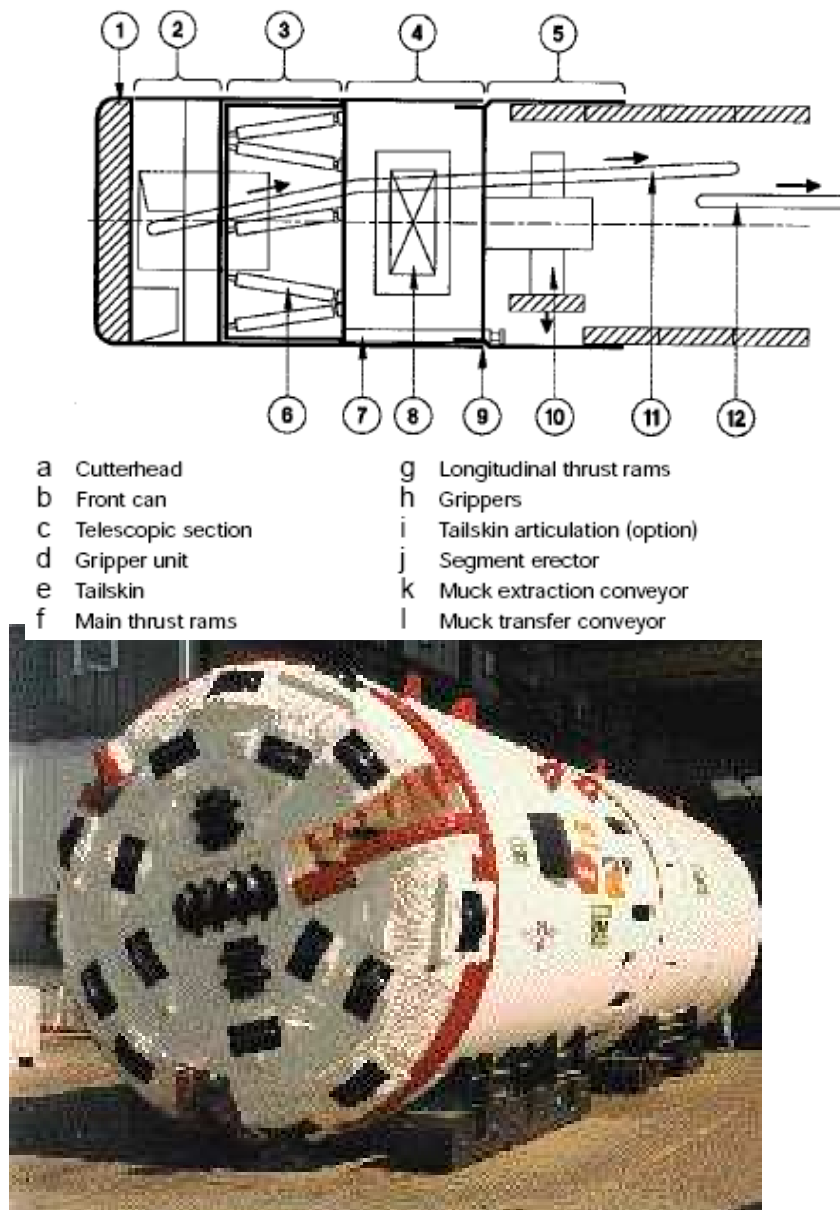 1 2 3 4 5
6 7 8 9 10 11 12
a Cutterhead
b Front can
c Telescopic section
d Gripper unit
e Tailskin
f Main thrust rams
g Longitudinal thrust rams
h Grippers
i Tailskin articulation (option)
j Segment erector
k Muck extraction conveyor
l Muck transfer conveyor